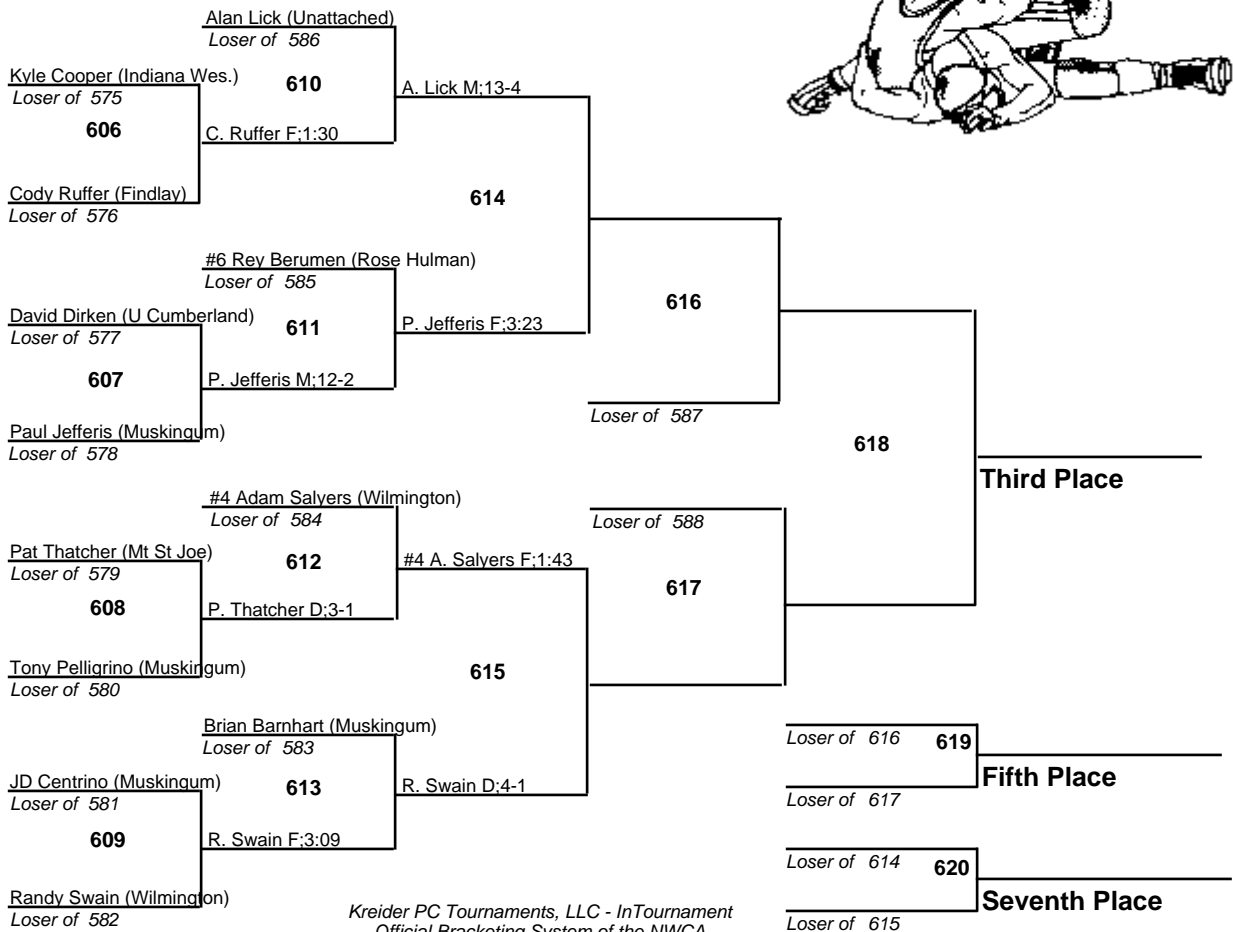 Alan Lick (Unattached)
Loser of 586
Kyle Cooper (Indiana Wes.)
Loser of 575
610
A. Lick M;13-4
606
C. Ruffer F;1:30
Cody Ruffer (Findlay)
Loser of 576
614
#6 Rey Berumen (Rose Hulman)
Loser of 585
David Dirken (U Cumberland)
Loser of 577
611
P. Jefferis F;3:23
616
607
P. Jefferis M;12-2
Loser of 587
Paul Jefferis (Muskingum)
Loser of 578
618
Third Place
#4 Adam Salyers (Wilmington)
Loser of 584
Loser of 588
Pat Thatcher (Mt St Joe)
Loser of 579
612
#4 A. Salyers F;1:43
617
608
P. Thatcher D;3-1
Tony Pelligrino (Muskingum)
Loser of 580
615
Brian Barnhart (Muskingum)
Loser of 583
Loser of 616
619
Fifth Place
JD Centrino (Muskingum)
Loser of 581
613
R. Swain D;4-1
Loser of 617
609
R. Swain F;3:09
Loser of 614
620
Seventh Place
Randy Swain (Wilmington)
Loser of 582
Loser of 615
Kreider PC Tournaments, LLC - InTournament
Official Bracketing System of the NWCA